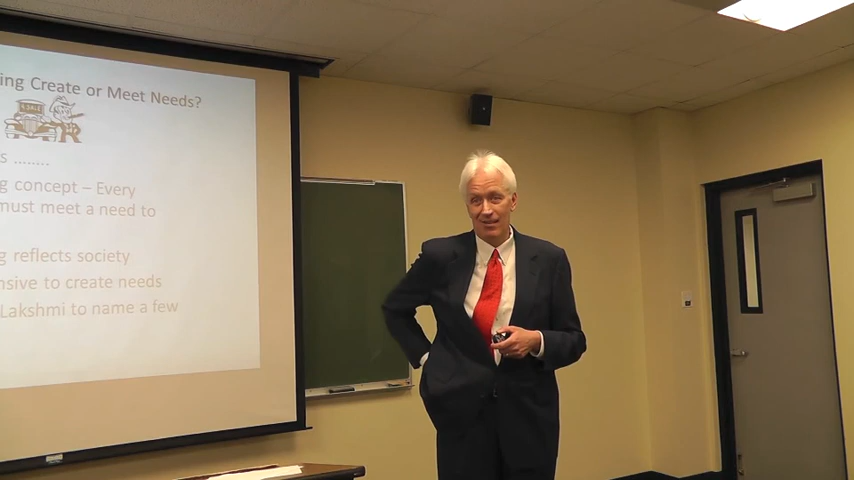 ing Create or Meet Needs?
s ........
g concept – Every
must meet a need to
g reflects society
nsive to create needs
Lakshmi to name a few